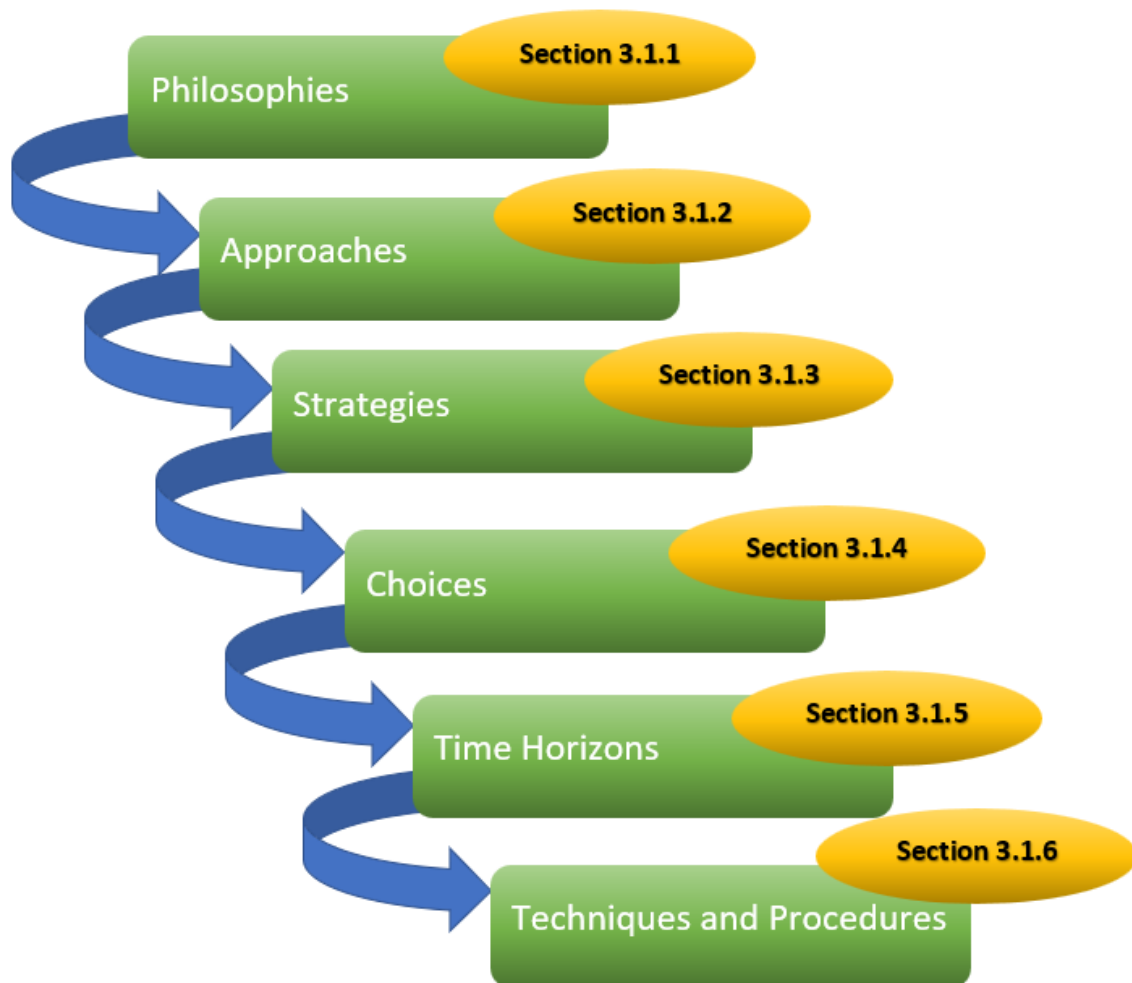 Section 3.1.1
Philosophies
Section 3.1.2
Approaches
Section 3.1.3
Strategies
Section 3.1.4
Choices
Section 3.1.5
Time Horizons
Section 3.1.6
Techniques and Procedures